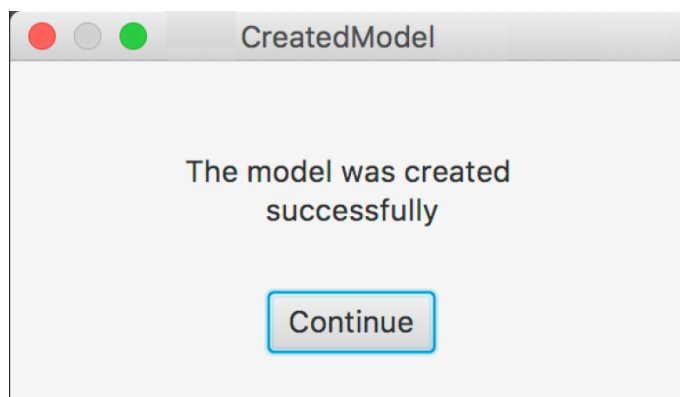 CreatedModel
The model was created
successfully
Continue